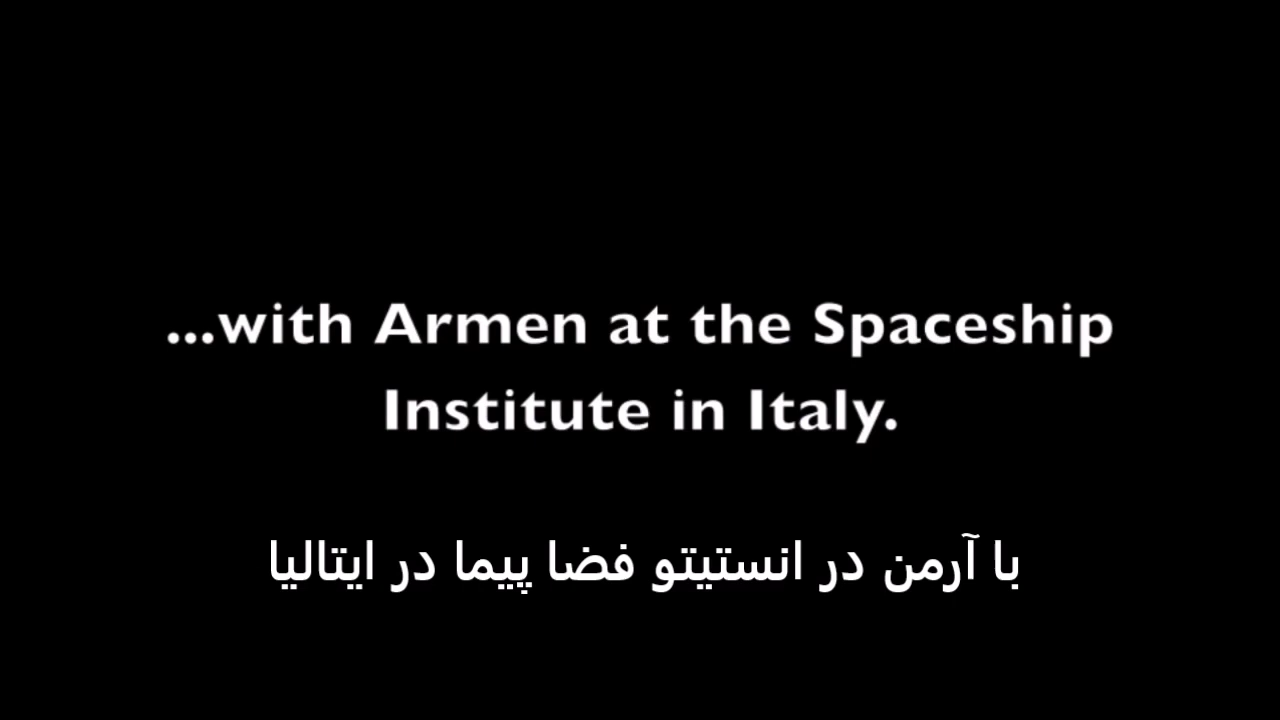 ...with Armen at the Spaceship
Institute in Italy.
با آرمن در انستیتو فضا پیما در ایتالیا